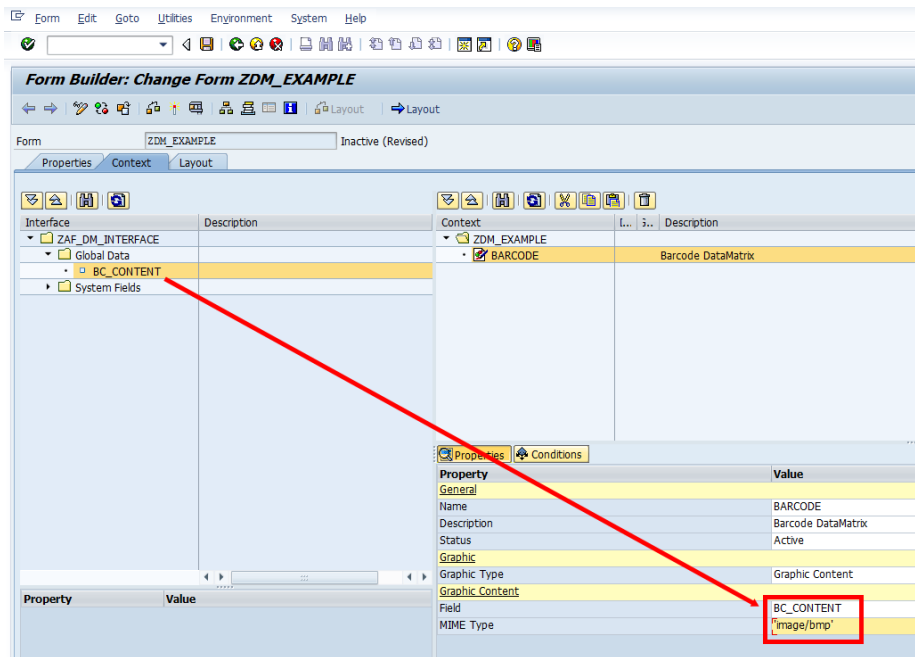 Form Edit Goto Utilities Environment System Help
Form Builder: Change Form ZDM_EXAMPLE
Layout Layout
Form ZDM_EXAMPLE Inactive (Revised)
Properties Context Layout
Interface Description
ZAF_DM_INTERFACE
Global Data
BC_CONTENT
System Fields
Property Value
Context Description
ZDM_EXAMPLE
BARCODE Barcode DataMatrix
Properties Conditions
Property Value
General
Name BARCODE
Description Barcode DataMatrix
Status Active
Graphic
Graphic Type Graphic Content
Graphic Content
Field BC_CONTENT
MIME Type 'image/bmp'